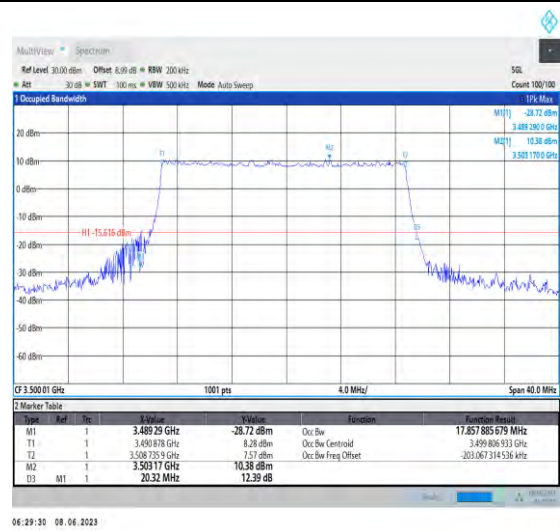 MultiView Spectrum
Ref Level 30.00 dBm Offset 8.99 dB RBW 200 kHz SGL
Att 30 dB SWT 100 ms VBW 500 kHz Mode Auto Sweep Count 100/100
1 Occupied Bandwidth 1Pk Max
M1[1] -28.72 dBm
3.489 290 0 GHz
M2[1] 10.38 dBm
3.503 170 0 GHz
20 dBm
T1 M2 T2
10 dBm
0 dBm
-10 dBm
H1 -15.616 dBm
D3
-20 dBm
-30 dBm
-40 dBm
-50 dBm
-60 dBm
CF 3.500 01 GHz 1001 pts 4.0 MHz/ Span 40.0 MHz
2 Marker Table
Type Ref Trc X-Value Y-Value Function Function Result
M1 1 3.489 29 GHz -28.72 dBm Occ Bw 17.857 885 679 MHz
T1 1 3.490 878 GHz 8.28 dBm Occ Bw Centroid 3.499 806 933 GHz
T2 1 3.508 735 9 GHz 7.57 dBm Occ Bw Freq Offset -203.067 314 536 kHz
M2 1 3.503 17 GHz 10.38 dBm
D3 M1 1 20.32 MHz 12.39 dB
06:29:30 08.06.2023